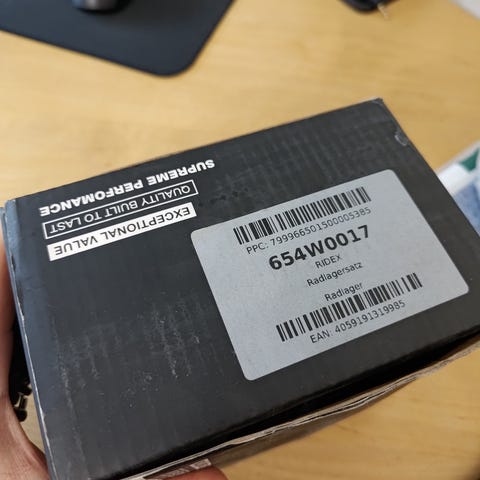 SUPREME PERFOMANCE
QUALITY BUILT TO LAST
EXCEPTIONAL VALUE
PPC: 799966501500005385
654W0017
RIDEX
Radlagersatz
Radlager
EAN: 4059191319985